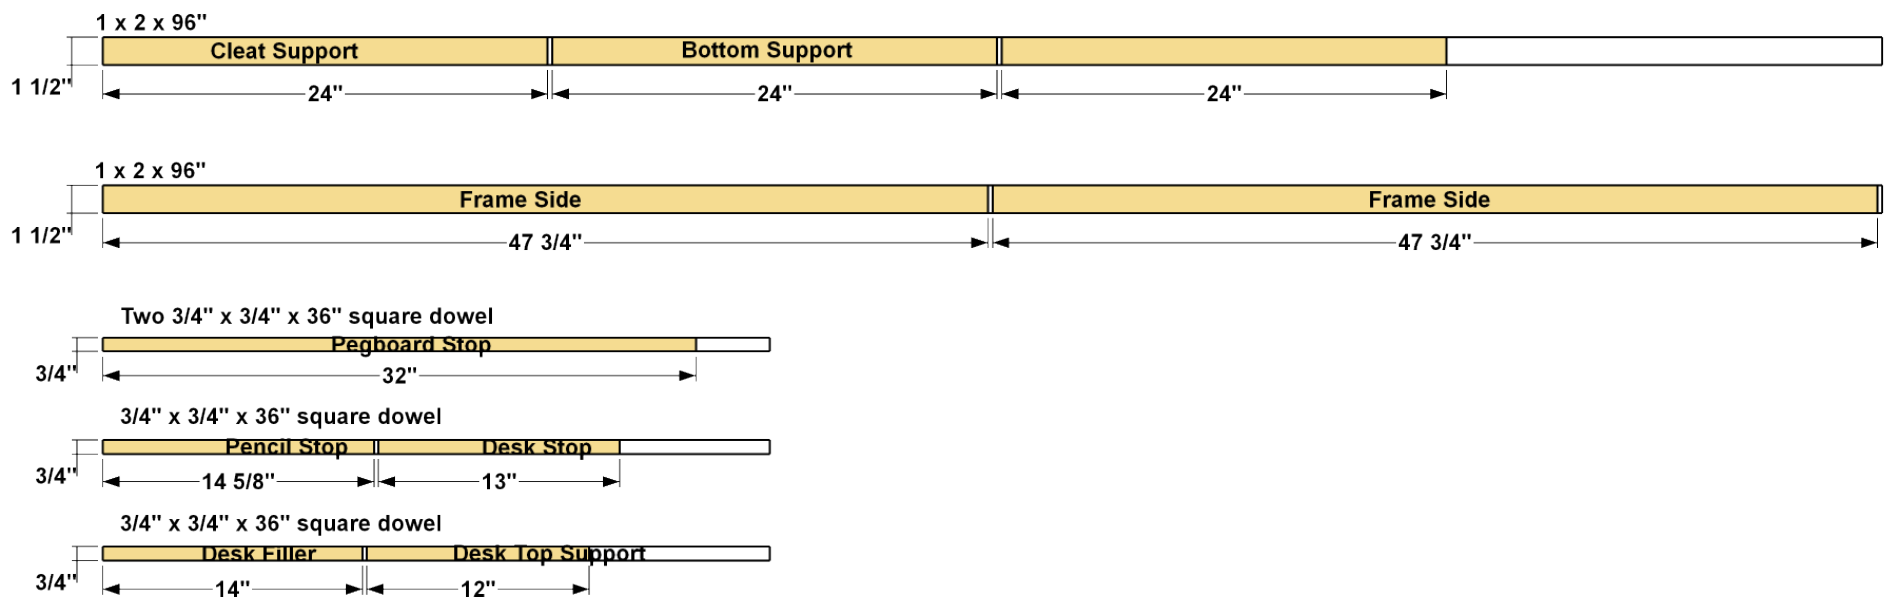 1 x 2 x 96"
Cleat Support
Bottom Support
1 1/2"
24"
24"
24"
1 x 2 x 96"
Frame Side
Frame Side
1 1/2"
47 3/4"
47 3/4"
Two 3/4" x 3/4" x 36" square dowel
Pegboard Stop
3/4"
32"
3/4" x 3/4" x 36" square dowel
Pencil Stop
Desk Stop
3/4"
14 5/8"
13"
3/4" x 3/4" x 36" square dowel
Desk Filler
Desk Top Support
3/4"
14"
12"